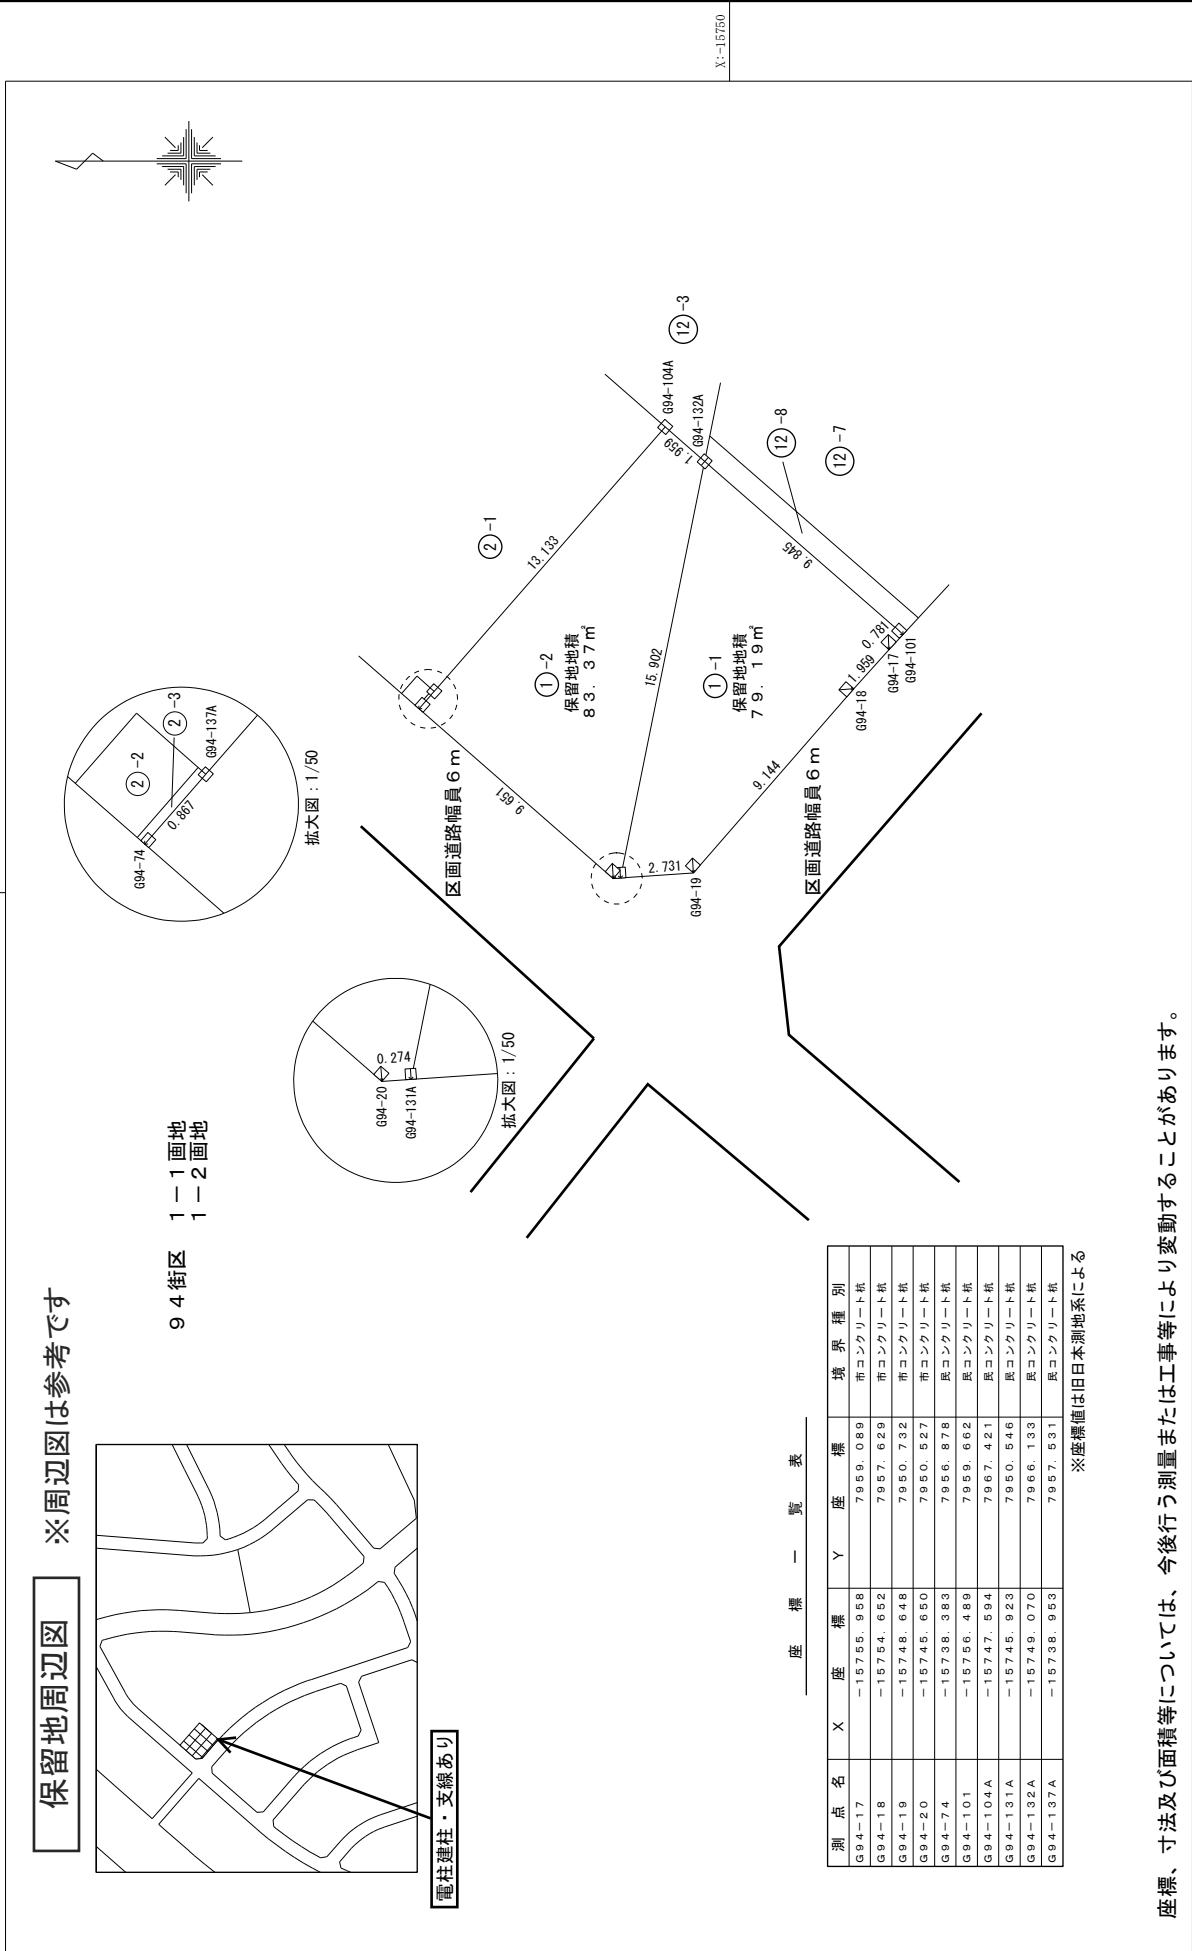 保留地周辺図
※周辺図は参考です
電柱建柱・支線あり
94街区 1－1画地
1－2画地
G94-74
0.867
②-2
②-3
G94-137A
拡大図：1/50
G94-20
0.274
G94-131A
拡大図：1/50
区画道路幅員6m
9.651
②-1
13.133
①-2
保留地地積
83.37㎡
15.902
①-1
保留地地積
79.19㎡
2.731
G94-19
9.144
区画道路幅員6m
G94-18
1.959
G94-17
0.781
G94-101
9.845
1.959
G94-104A
G94-132A
⑫-3
⑫-8
⑫-7
X:-15750
座標一覧表
測点名 X座標 Y座標 境界種別
G94-17 －15755.958 7959.089 市コンクリート杭
G94-18 －15754.652 7957.629 市コンクリート杭
G94-19 －15748.648 7950.732 市コンクリート杭
G94-20 －15745.650 7950.527 市コンクリート杭
G94-74 －15738.383 7956.878 民コンクリート杭
G94-101 －15756.489 7959.662 民コンクリート杭
G94-104A －15747.594 7967.421 民コンクリート杭
G94-131A －15745.923 7950.546 民コンクリート杭
G94-132A －15749.070 7966.133 民コンクリート杭
G94-137A －15738.953 7957.531 民コンクリート杭
※座標値は旧日本測地系による
座標、寸法及び面積等については、今後行う測量または工事等により変動することがあります。